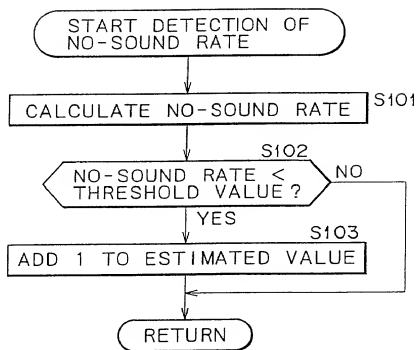 START DETECTION OF
NO-SOUND RATE
CALCULATE NO-SOUND RATE
S101
S102
NO-SOUND RATE <
THRESHOLD VALUE?
NO
YES
S103
ADD 1 TO ESTIMATED VALUE
RETURN